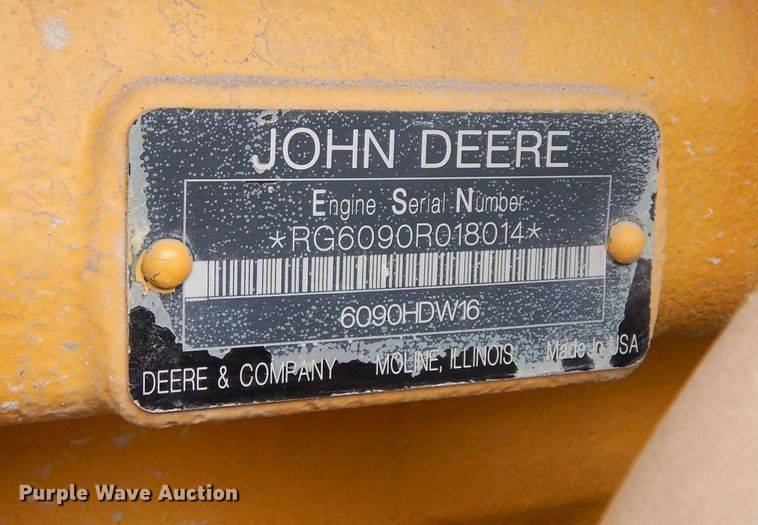 JOHN DEERE
Engine Serial Number
*RG6090R018014*
6090HDW16
DEERE & COMPANY MOLINE, ILLINOIS Made In USA
Purple Wave Auction